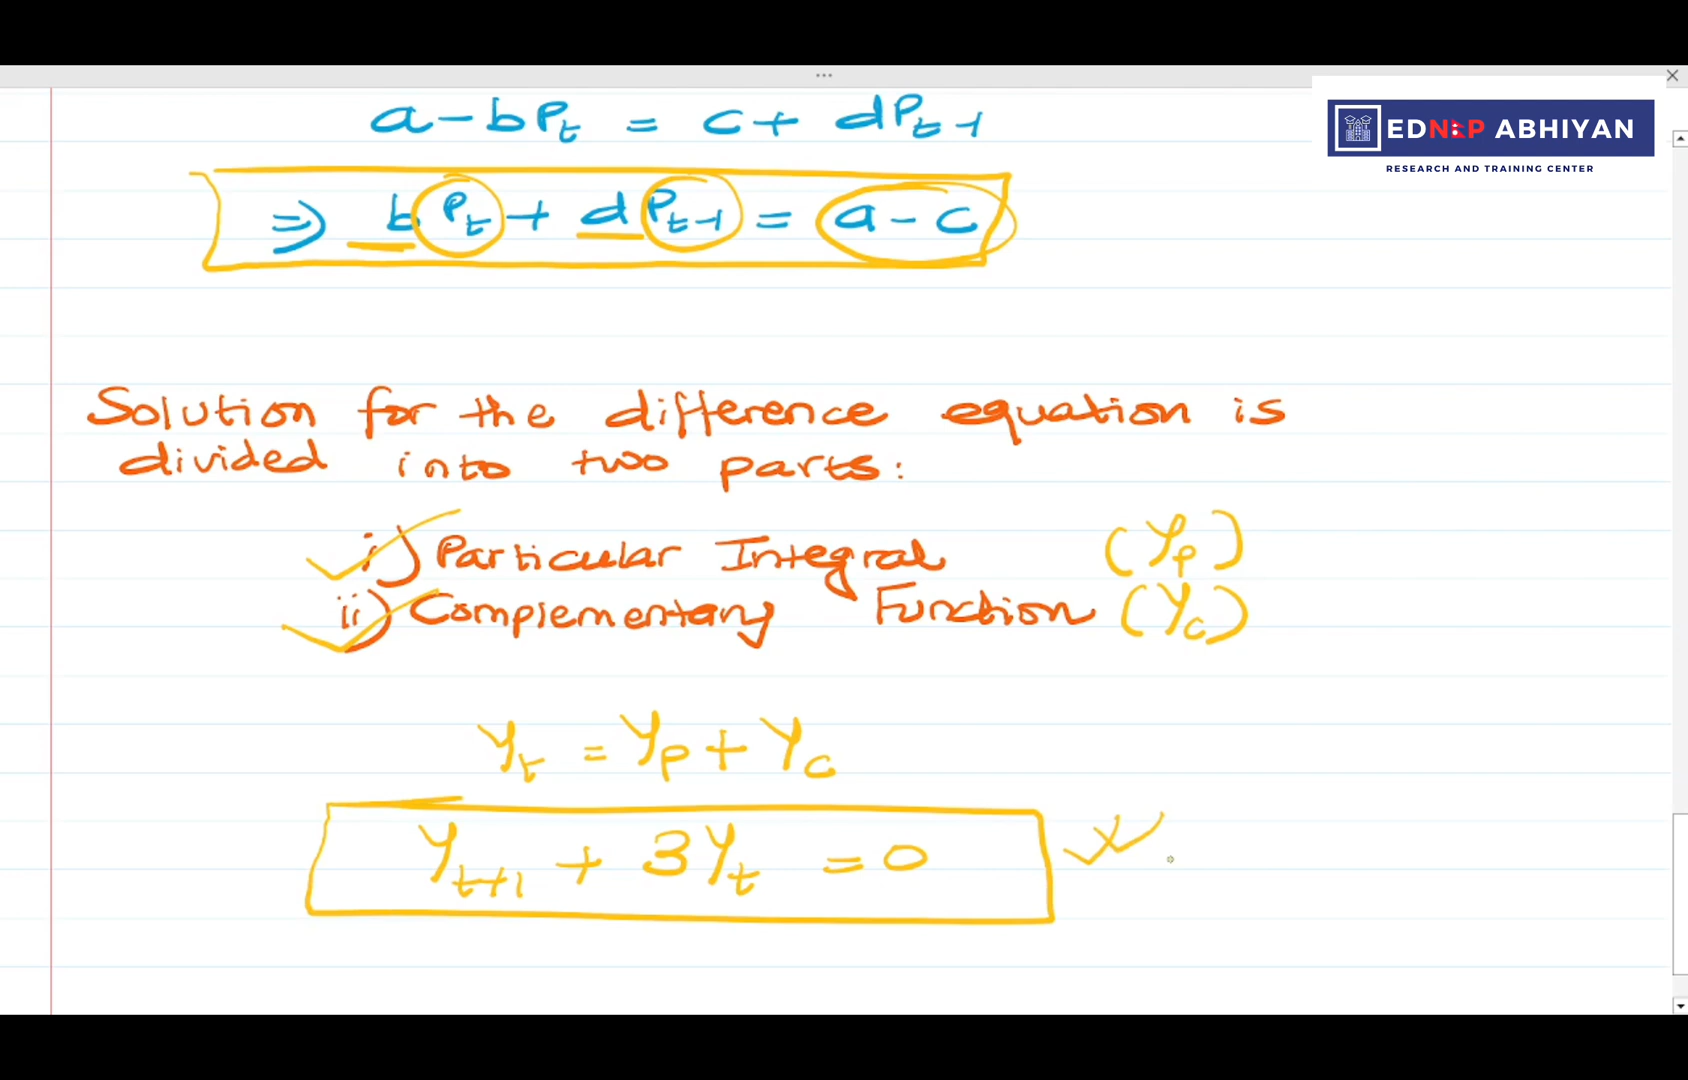 a - bPt = c + dPt-1
EDNAP ABHIYAN
RESEARCH AND TRAINING CENTER
⇒ bPt + dPt-1 = a - c
Solution for the difference equation is
divided into two parts:
i) Particular Integral (Yp)
ii) Complementary Function (Yc)
Yt = Yp + Yc
Yt+1 + 3Yt = 0